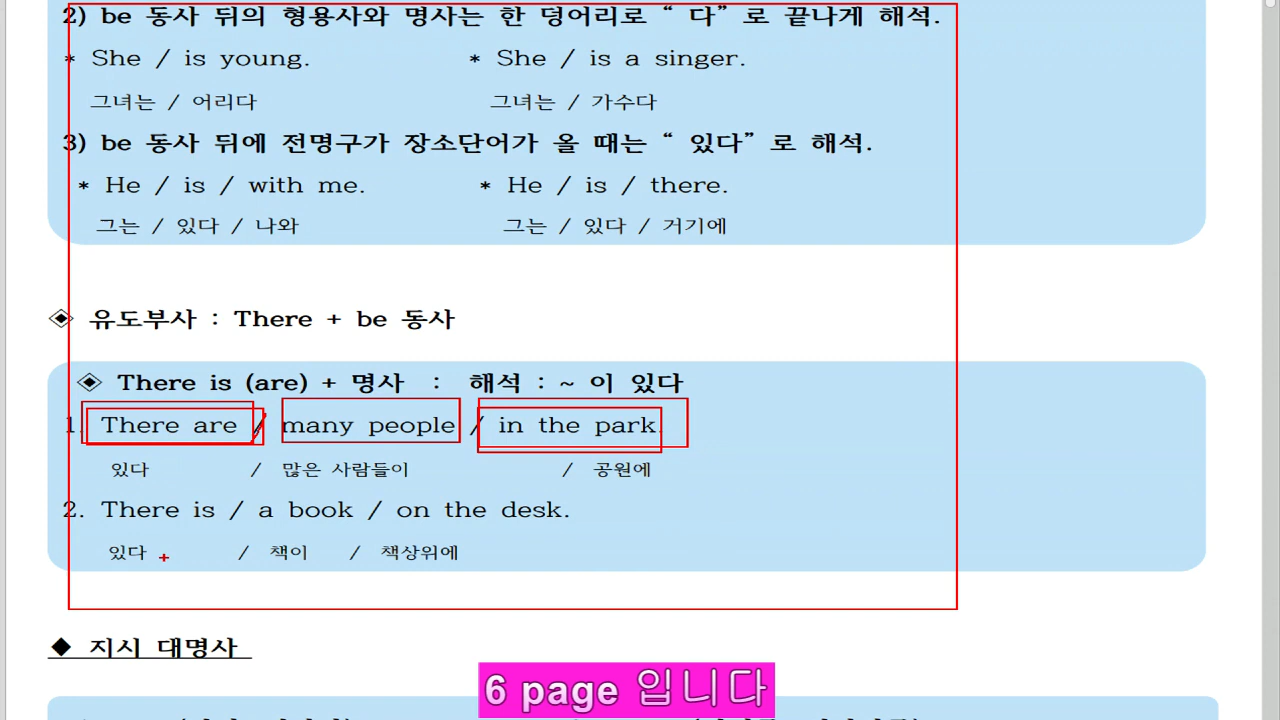 2) be 동사 뒤의 형용사와 명사는 한 덩어리로 “ 다” 로 끝나게 해석.
* She / is young. * She / is a singer.
그녀는 / 어리다 그녀는 / 가수다
3) be 동사 뒤에 전명구가 장소단어가 올 때는 “ 있다” 로 해석.
* He / is / with me. * He / is / there.
그는 / 있다 / 나와 그는 / 있다 / 거기에
◈ 유도부사 : There + be 동사
◈ There is (are) + 명사 : 해석 : ~ 이 있다
1. There are / many people / in the park.
있다 / 많은 사람들이 / 공원에
2. There is / a book / on the desk.
있다 / 책이 / 책상위에
◆ 지시 대명사
6 page 입니다